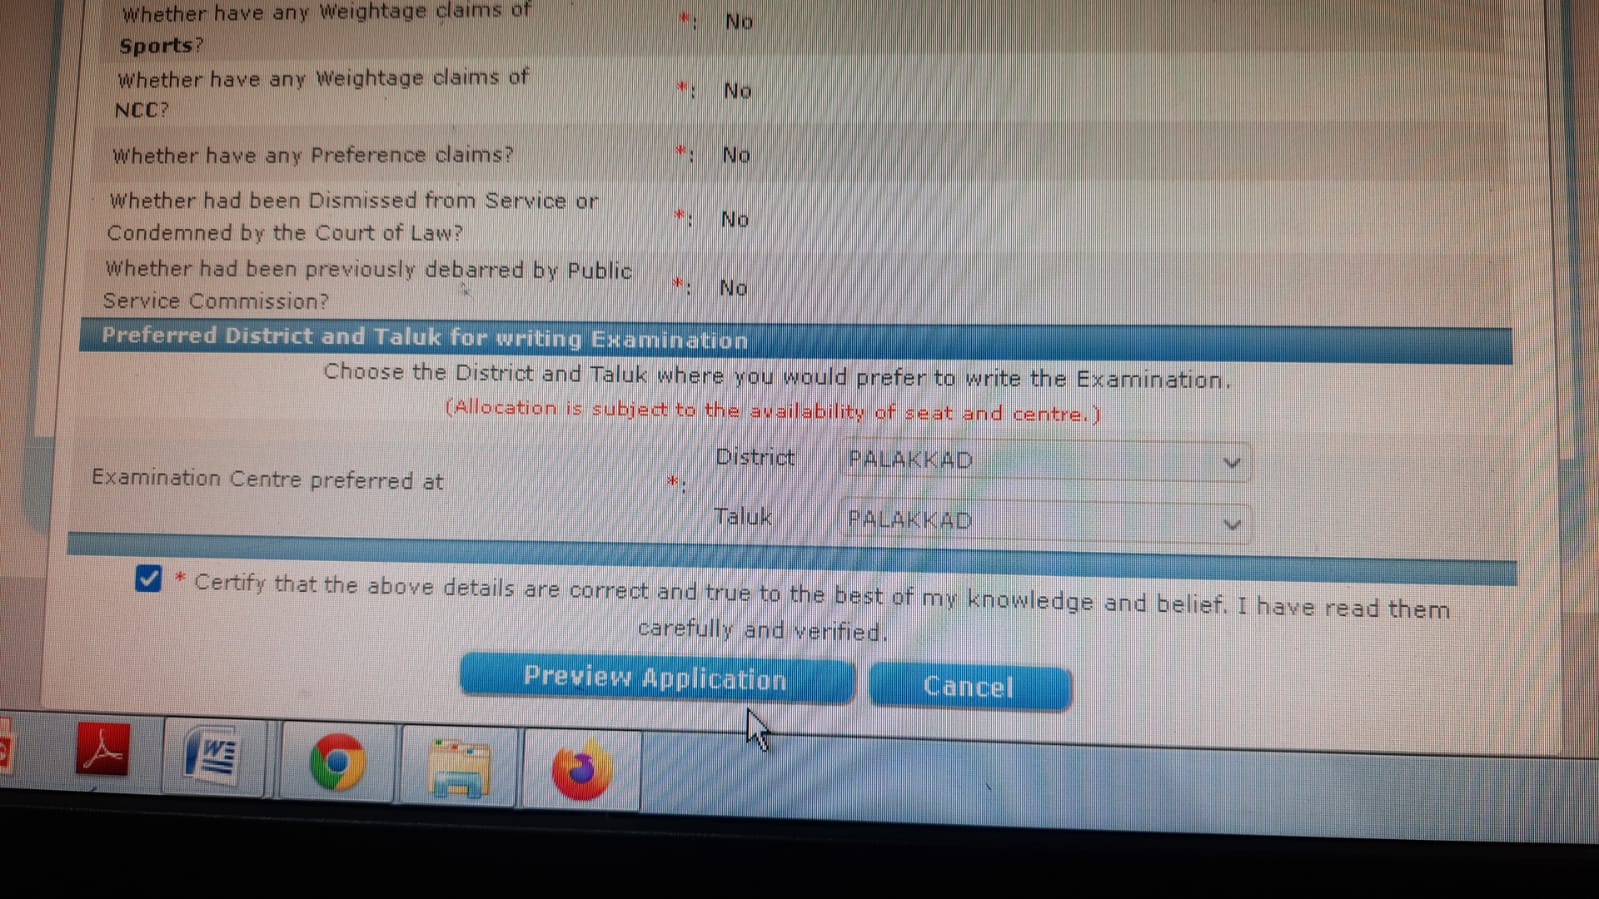 Whether have any Weightage claims of *: No
Sports?
Whether have any Weightage claims of *: No
NCC?
Whether have any Preference claims? *: No
Whether had been Dismissed from Service or *: No
Condemned by the Court of Law?
Whether had been previously debarred by Public *: No
Service Commission?
Preferred District and Taluk for writing Examination
Choose the District and Taluk where you would prefer to write the Examination.
(Allocation is subject to the availability of seat and centre.)
District PALAKKAD
Examination Centre preferred at *:
Taluk PALAKKAD
* Certify that the above details are correct and true to the best of my knowledge and belief. I have read them
carefully and verified.
Preview Application Cancel